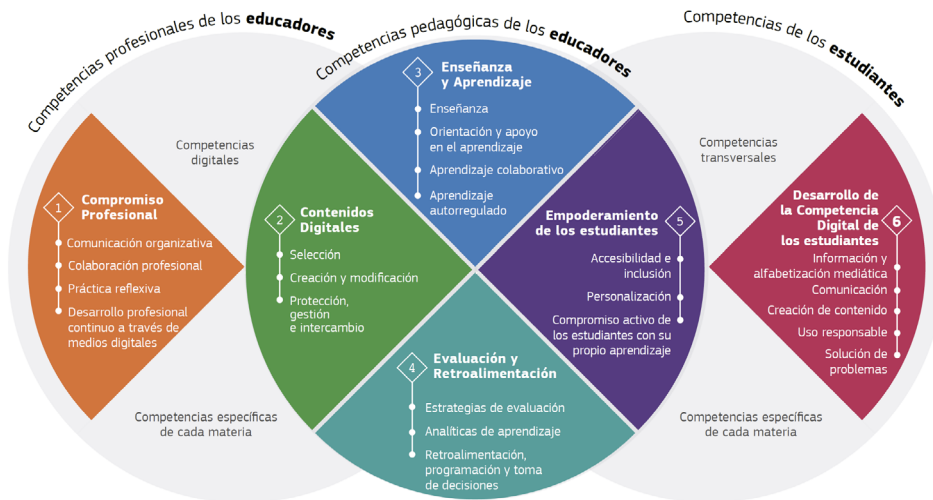 Competencias profesionales de los educadores
Competencias pedagógicas de los educadores
Competencias de los estudiantes
Competencias
digitales
Competencias
transversales
1
Compromiso
Profesional
Comunicación organizativa
Colaboración profesional
Práctica reflexiva
Desarrollo profesional
continuo a través de
medios digitales
2
Contenidos
Digitales
Selección
Creación y modificación
Protección,
gestión
e intercambio
3
Enseñanza
y Aprendizaje
Enseñanza
Orientación y apoyo
en el aprendizaje
Aprendizaje colaborativo
Aprendizaje
autorregulado
4
Evaluación y
Retroalimentación
Estrategias de evaluación
Analíticas de aprendizaje
Retroalimentación,
programación y toma
de decisiones
5
Empoderamiento
de los estudiantes
Accesibilidad e
inclusión
Personalización
Compromiso activo de
los estudiantes con su
propio aprendizaje
6
Desarrollo de
la Competencia
Digital de
los estudiantes
Información y
alfabetización mediática
Comunicación
Creación de contenido
Uso responsable
Solución de
problemas
Competencias específicas
de cada materia
Competencias específicas
de cada materia